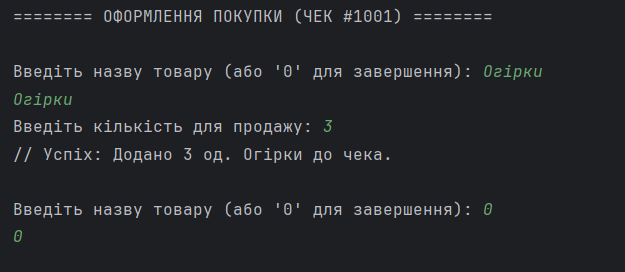 ======== ОФОРМЛЕННЯ ПОКУПКИ (ЧЕК #1001) ========
Введіть назву товару (або '0' для завершення): Огірки
Огірки
Введіть кількість для продажу: 3
// Успіх: Додано 3 од. Огірки до чека.
Введіть назву товару (або '0' для завершення): 0
0